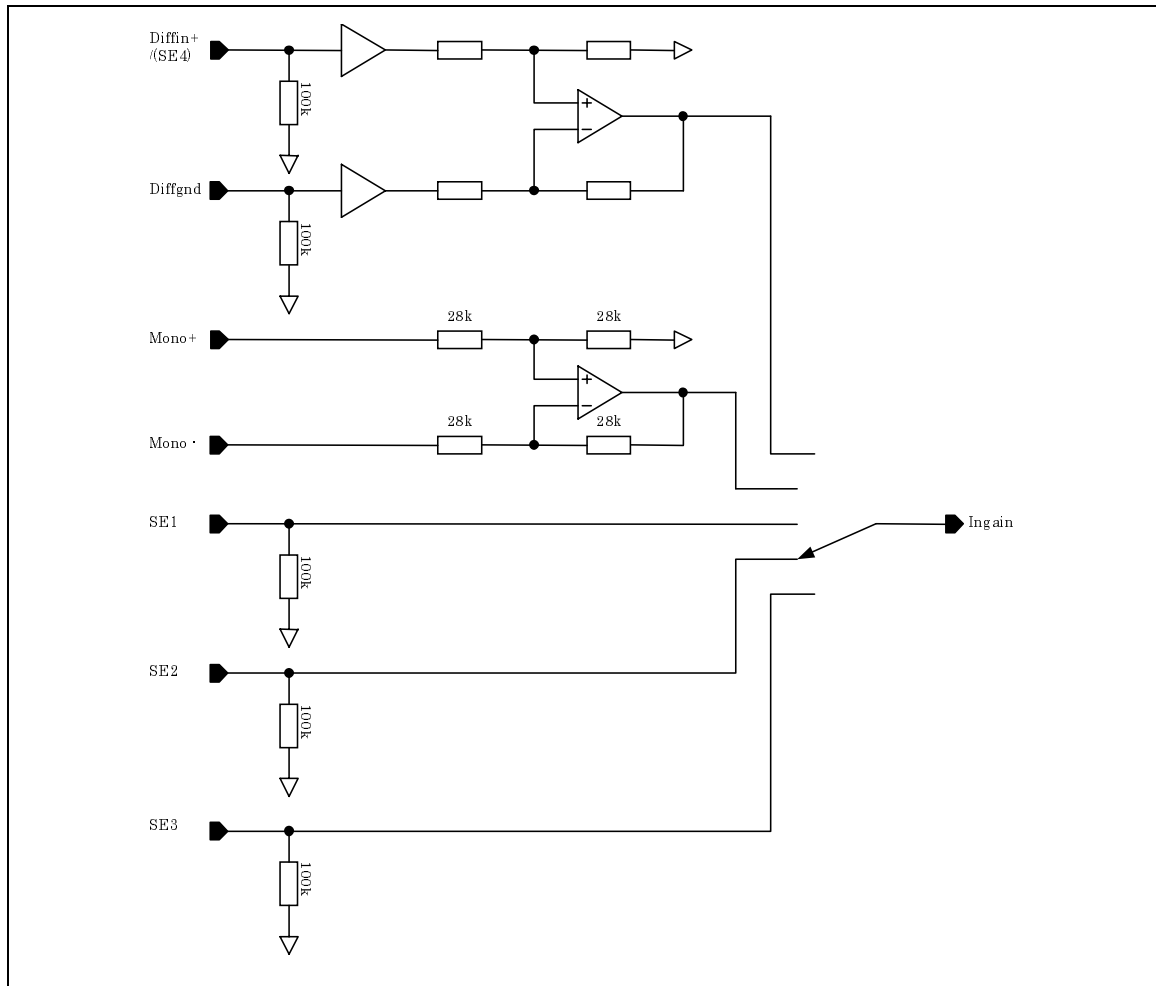 Diffin+
/(SE4)
100k
+
−
Diffgnd
100k
28k 28k
Mono+
+
−
28k 28k
Mono ·
SE1
Ingain
100k
SE2
100k
SE3
100k